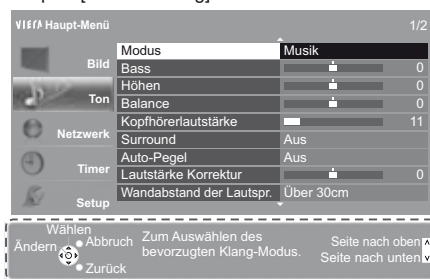 VIErA Haupt-Menü 1/2
Bild
Ton
Netzwerk
Timer
Setup
Modus Musik
Bass 0
Höhen 0
Balance 0
Kopfhörerlautstärke 11
Surround Aus
Auto-Pegel Aus
Lautstärke Korrektur 0
Wandabstand der Lautspr. Über 30cm
Wählen
Ändern
Abbruch
Zurück
Zum Auswählen des
bevorzugten Klang-Modus.
Seite nach oben
Seite nach unten